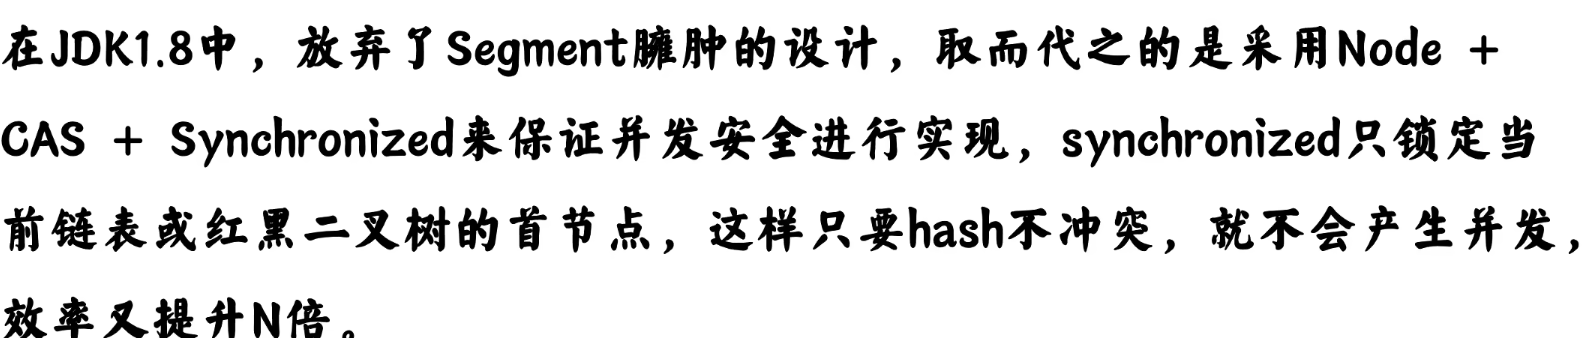 在JDK1.8中，放弃了Segment臃肿的设计，取而代之的是采用Node +
CAS + Synchronized来保证并发安全进行实现，synchronized只锁定当
前链表或红黑二叉树的首节点，这样只要hash不冲突，就不会产生并发，
效率又提升N倍。